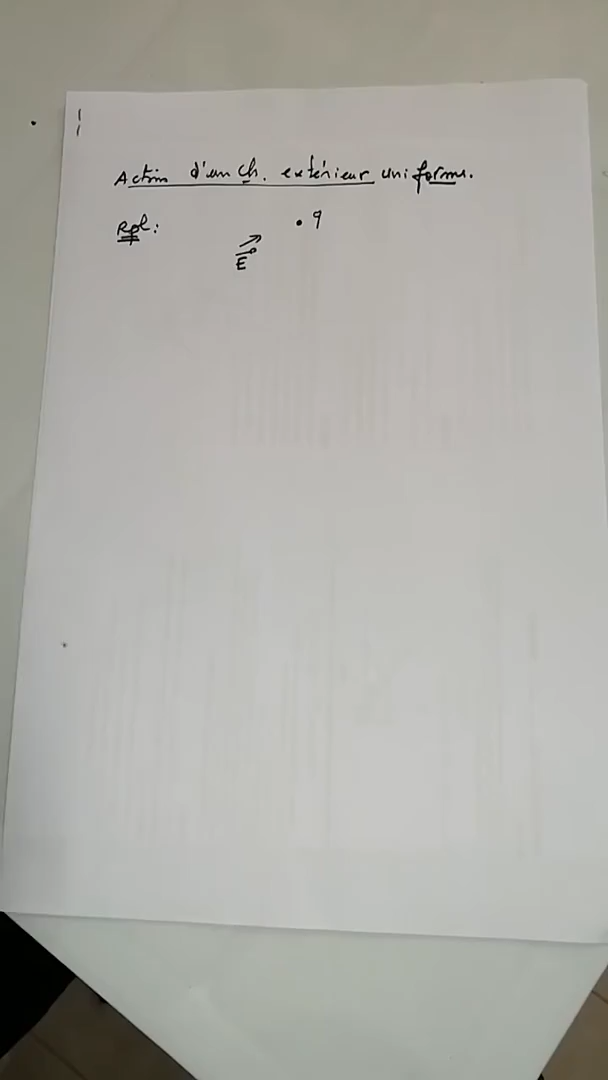 Action d'un ch. extérieur uniforme.
Rpl: • q
E